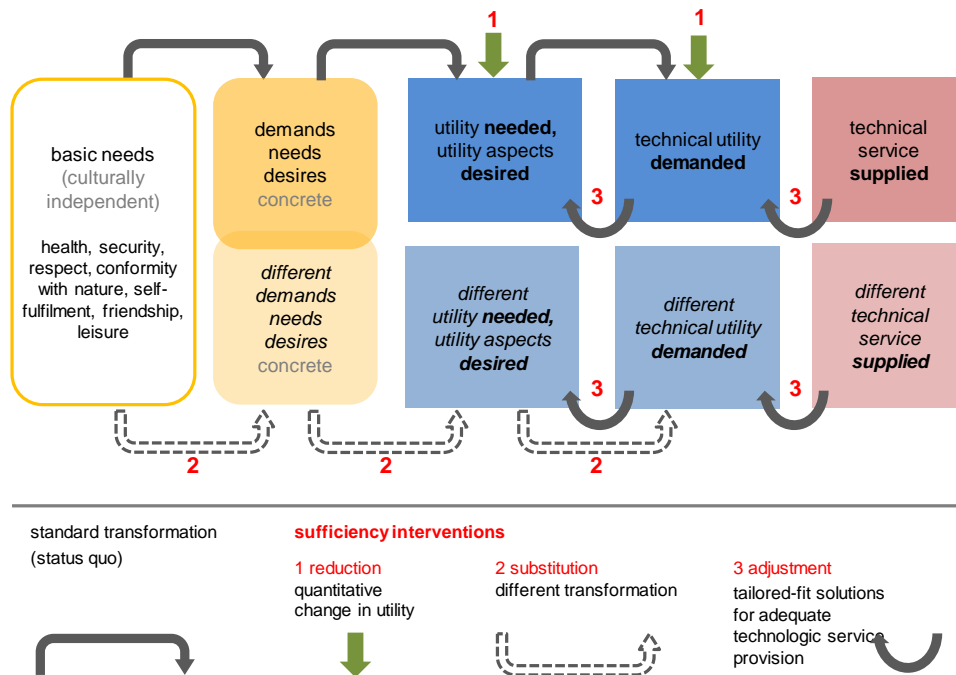 1
1
basic needs
(culturally
independent)
health, security,
respect, conformity
with nature, self-
fulfilment, friendship,
leisure
demands
needs
desires
concrete
utility needed,
utility aspects
desired
technical utility
demanded
technical
service
supplied
3
3
different
demands
needs
desires
concrete
different
utility needed,
utility aspects
desired
different
technical utility
demanded
different
technical
service
supplied
3
3
2
2
2
standard transformation
(status quo)
sufficiency interventions
1 reduction
quantitative
change in utility
2 substitution
different transformation
3 adjustment
tailored-fit solutions
for adequate
technologic service
provision